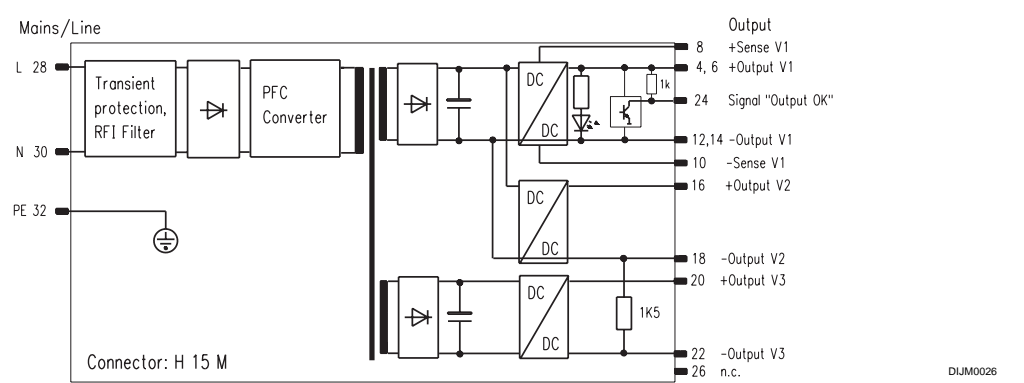 Mains/Line
Output
8 +Sense V1
L 28
4, 6 +Output V1
Transient
protection,
RFI Filter
PFC
Converter
DC
DC
1k
24 Signal "Output OK"
N 30
12,14 -Output V1
10 -Sense V1
16 +Output V2
DC
DC
PE 32
18 -Output V2
20 +Output V3
DC
DC
1K5
22 -Output V3
26 n.c.
Connector: H 15 M
DIJM0026